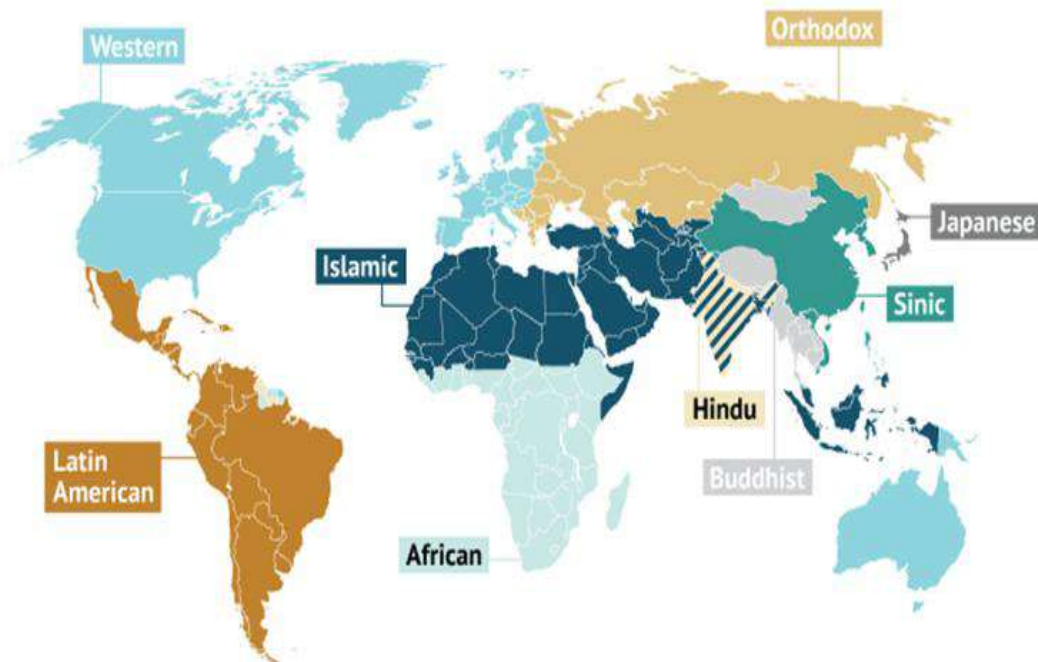 Orthodox
Western
Japanese
Islamic
Sinic
Hindu
Latin
American
Buddhist
African